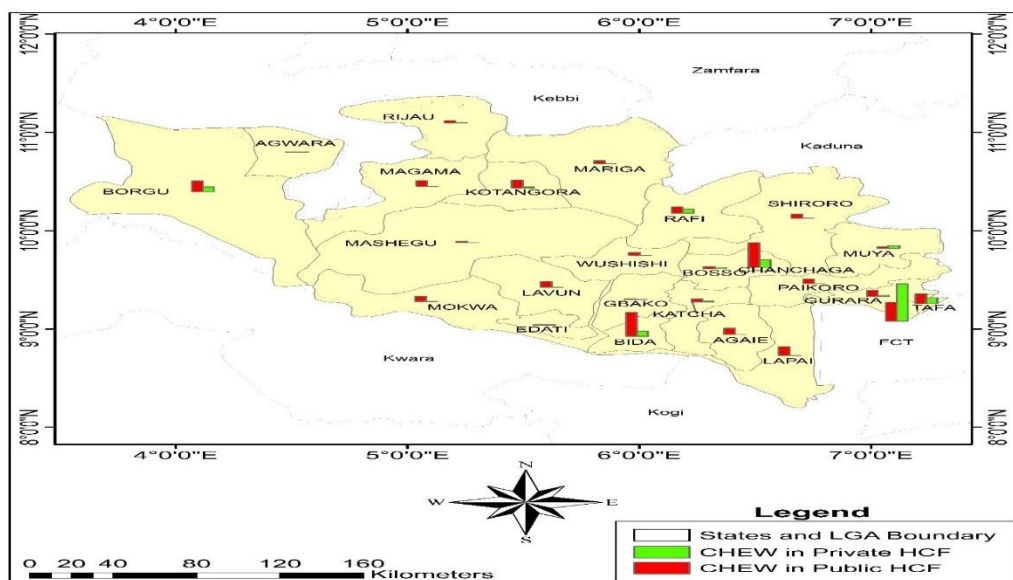 4°0'0"E 5°0'0"E 6°0'0"E 7°0'0"E
12°0'0"N 12°0'0"N
Zamfara
Kebbi
RIJAU
11°0'0"N 11°0'0"N
Kaduna
AGWARA
MARIGA
MAGAMA
BORGU KOTANGORA
SHIRORO
RAFI
10°0'0"N 10°0'0"N
MASHEGU
MUYA
WUSHISHI
BOSSO CHANCHAGA
PAIKORO
LAVUN
GURARA
GBAKO
MOKWA KATCHA TAFA
EDATI
9°0'0"N 9°0'0"N
BIDA AGAIE FCT
LAPAI
Kwara
Kogi
8°0'0"N 8°0'0"N
4°0'0"E 5°0'0"E 6°0'0"E 7°0'0"E
N
W E
S
Legend
States and LGA Boundary
CHEW in Private HCF
CHEW in Public HCF
0 20 40 80 120 160
Kilometers